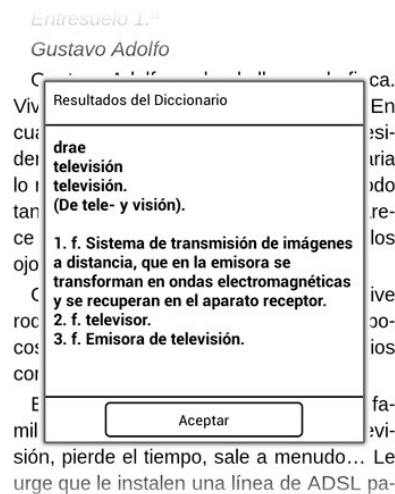 Entresuelo 1.ª
Gustavo Adolfo
ca.
Viv
En
Resultados del Diccionario
drae
televisión
televisión.
(De tele- y visión).
1. f. Sistema de transmisión de imágenes
a distancia, que en la emisora se
transforman en ondas electromagnéticas
y se recuperan en el aparato receptor.
2. f. televisor.
3. f. Emisora de televisión.
Aceptar
sión, pierde el tiempo, sale a menudo… Le
urge que le instalen una línea de ADSL pa-